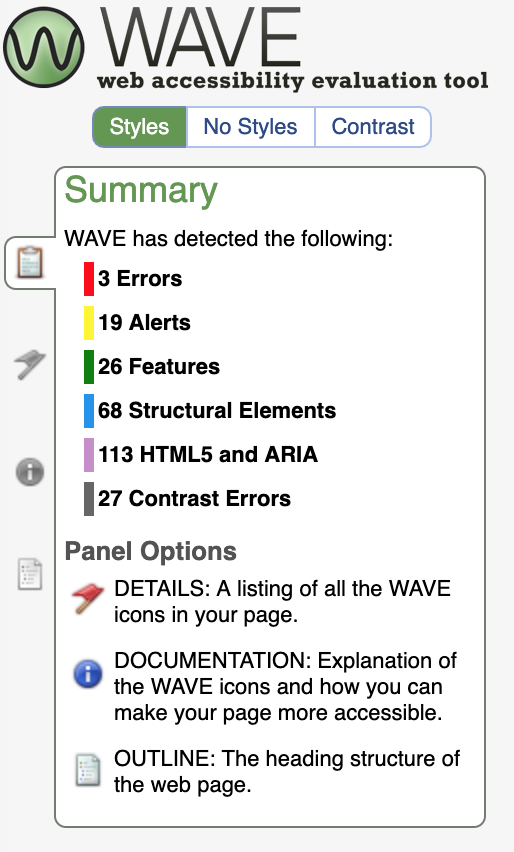 WAVE
web accessibility evaluation tool
Styles No Styles Contrast
Summary
WAVE has detected the following:
3 Errors
19 Alerts
26 Features
68 Structural Elements
113 HTML5 and ARIA
27 Contrast Errors
Panel Options
DETAILS: A listing of all the WAVE
icons in your page.
DOCUMENTATION: Explanation of
the WAVE icons and how you can
make your page more accessible.
OUTLINE: The heading structure of
the web page.